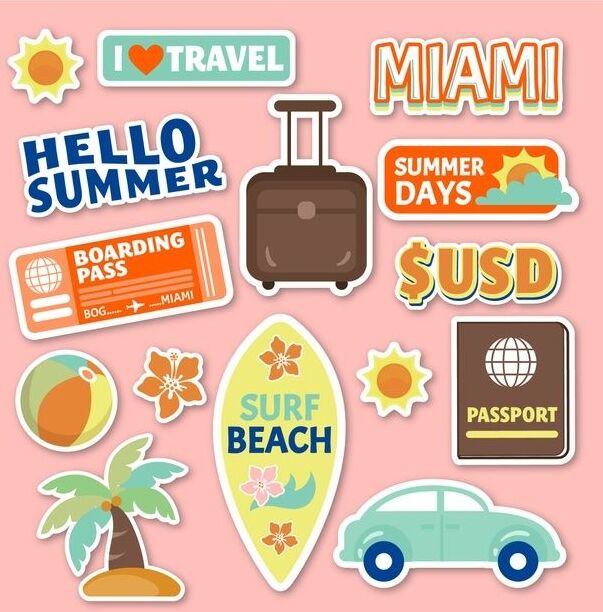 I ❤ TRAVEL
MIAMI
HELLO
SUMMER
SUMMER
DAYS
BOARDING
PASS
BOG...... ......MIAMI
$USD
SURF
BEACH
PASSPORT